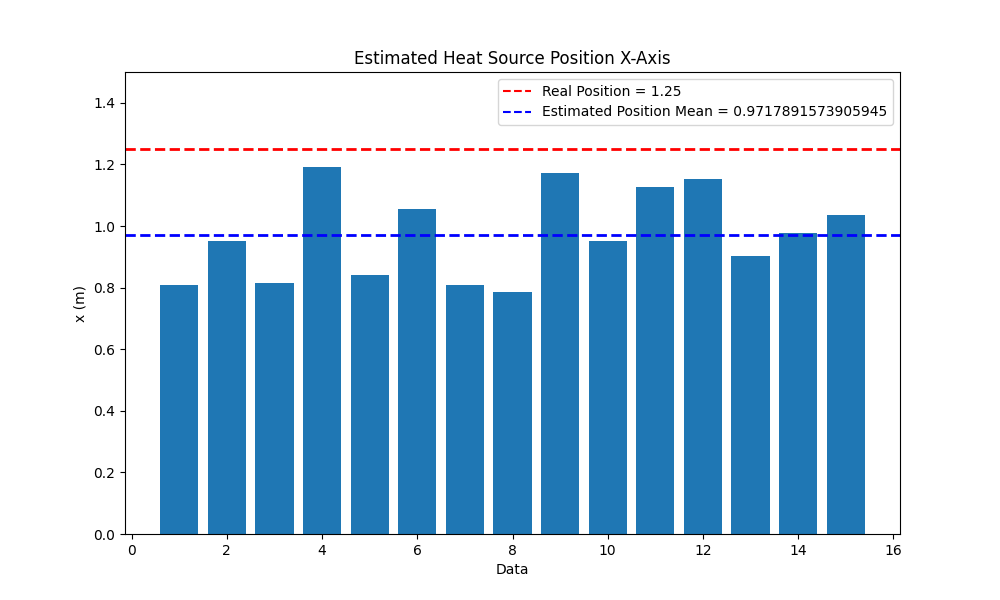 Estimated Heat Source Position X-Axis
Real Position = 1.25
Estimated Position Mean = 0.9717891573905945
1.4
1.2
1.0
0.8
0.6
0.4
0.2
0.0
x (m)
0 2 4 6 8 10 12 14 16
Data